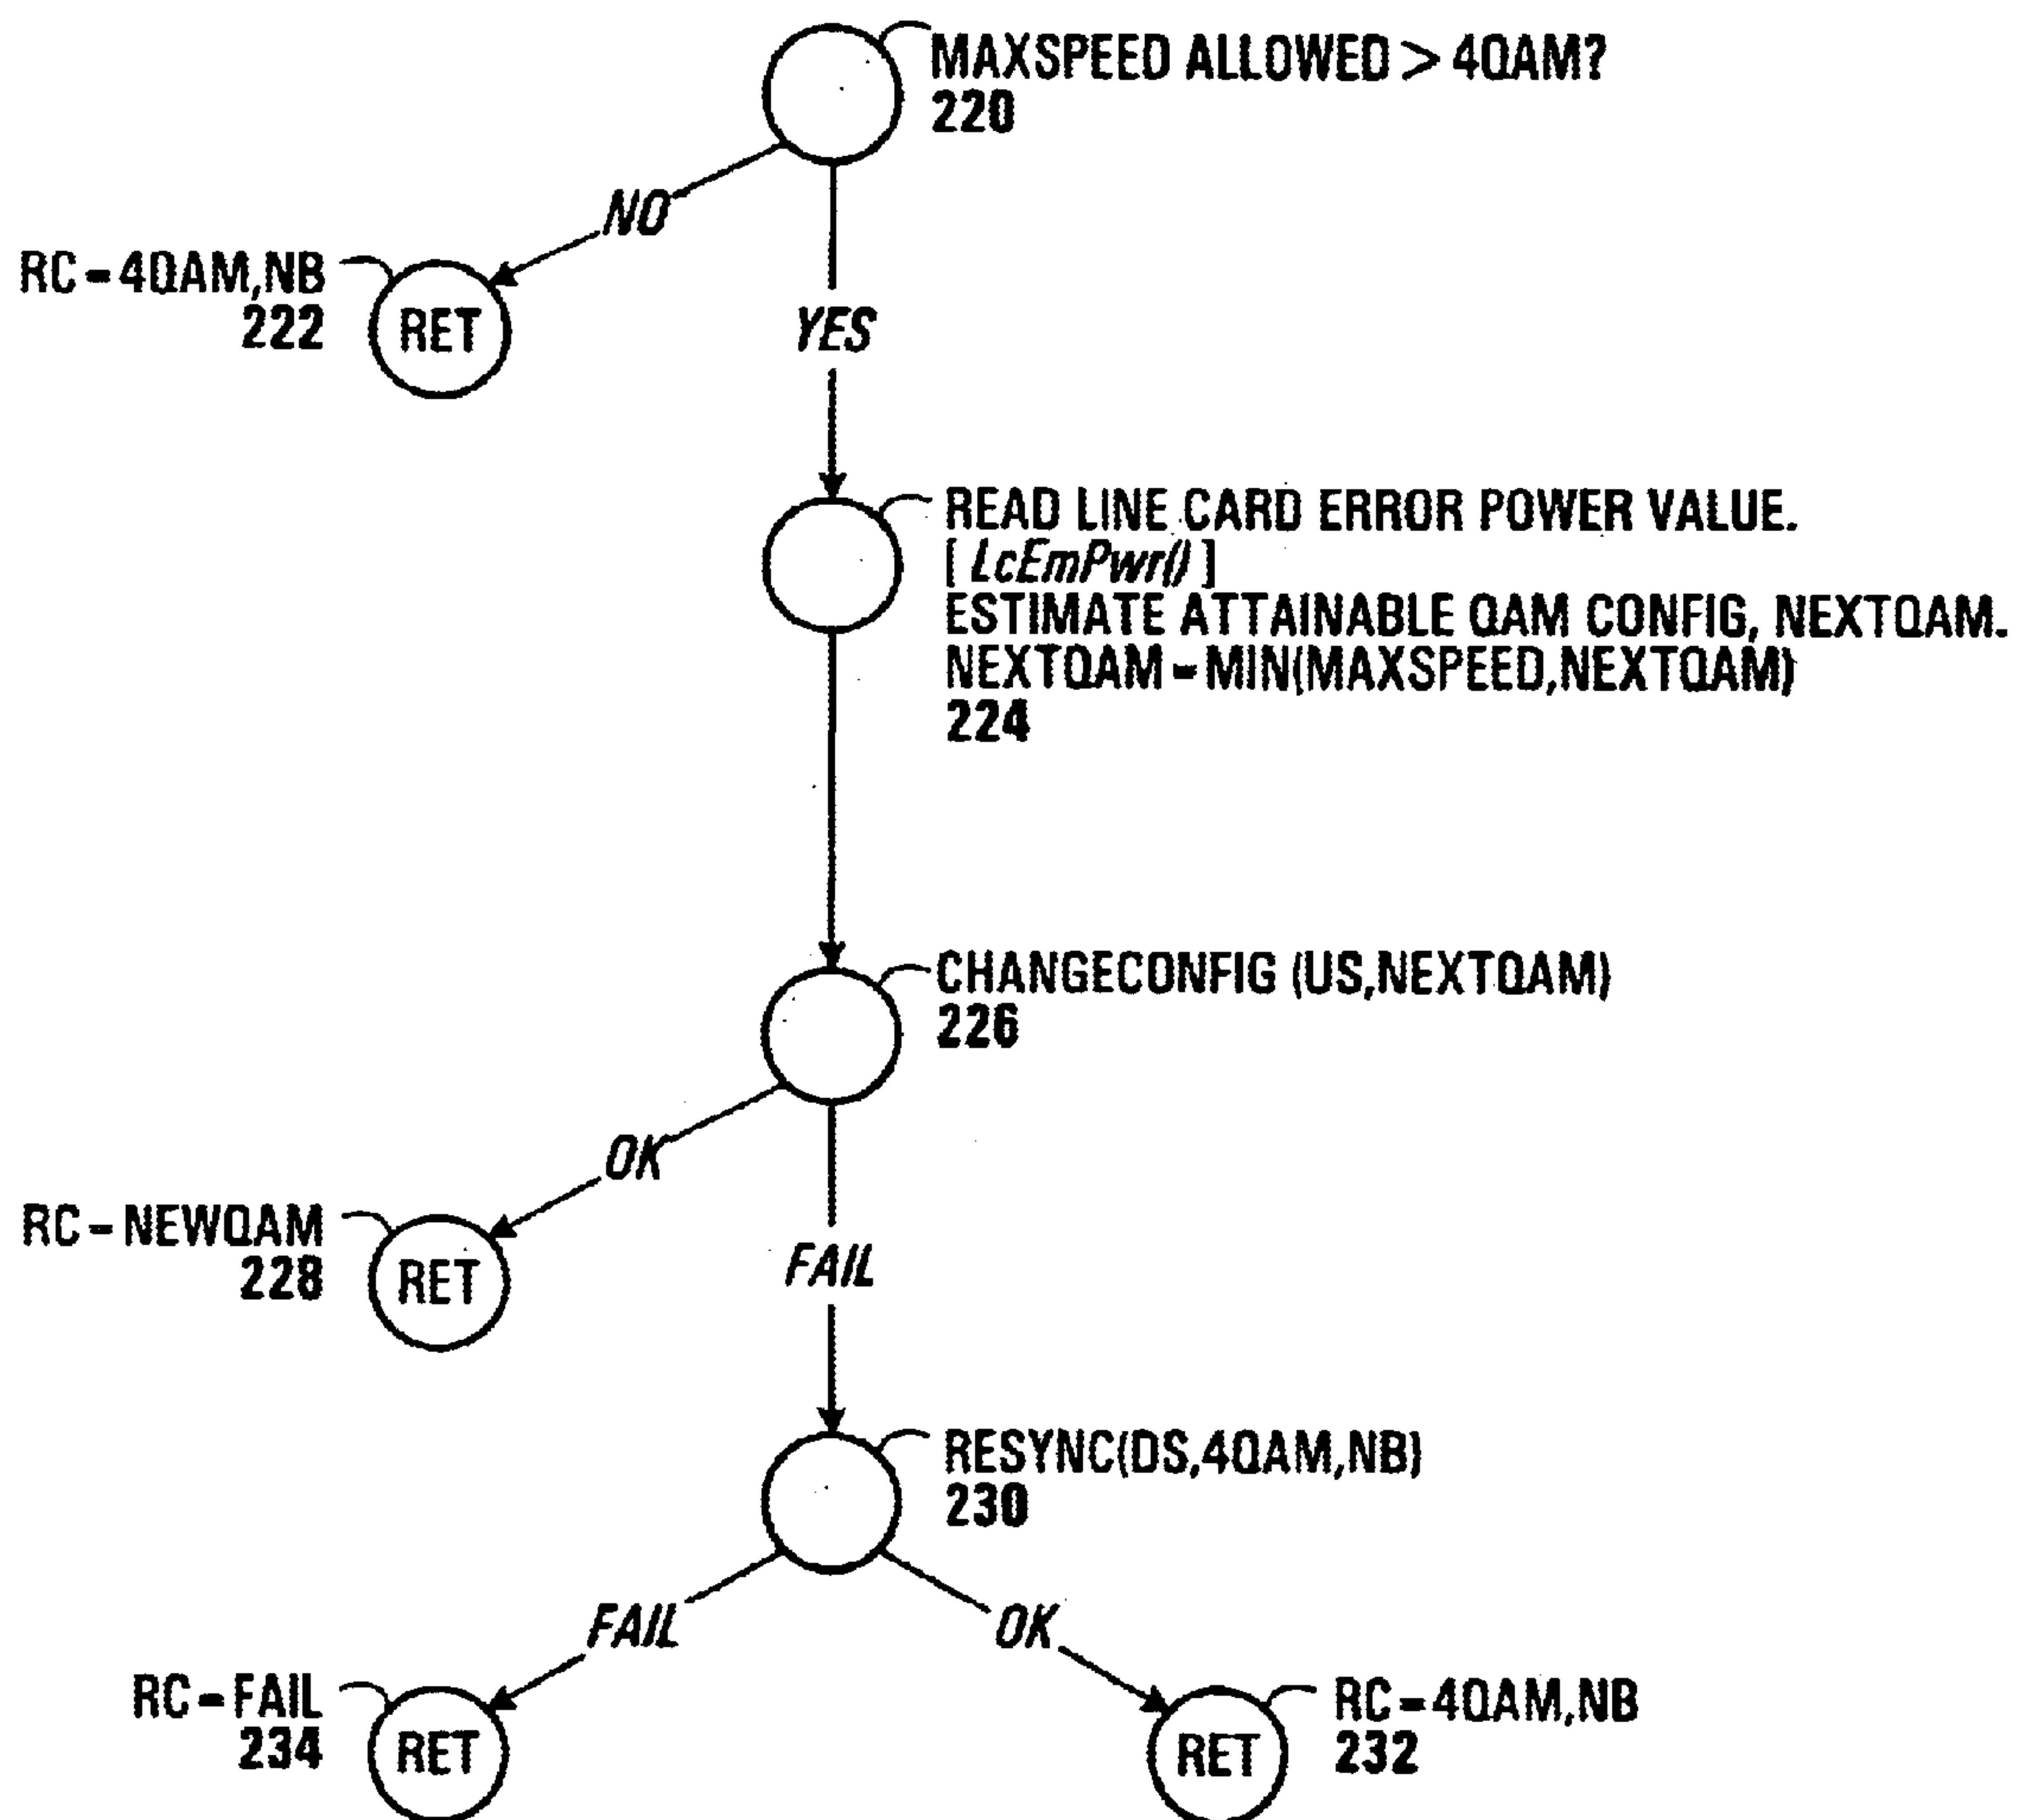 MAXSPEED ALLOWED > 4QAM?
220
NO
RC=4QAM,NB
222
RET
YES
READ LINE CARD ERROR POWER VALUE.
[ LcEmPwr() ]
ESTIMATE ATTAINABLE QAM CONFIG, NEXTQAM.
NEXTQAM=MIN(MAXSPEED,NEXTQAM)
224
CHANGECONFIG (US,NEXTQAM)
226
OK
RC=NEWQAM
228
RET
FAIL
RESYNC(DS,4QAM,NB)
230
FAIL
OK
RC=FAIL
234
RET
RET
RC=4QAM,NB
232